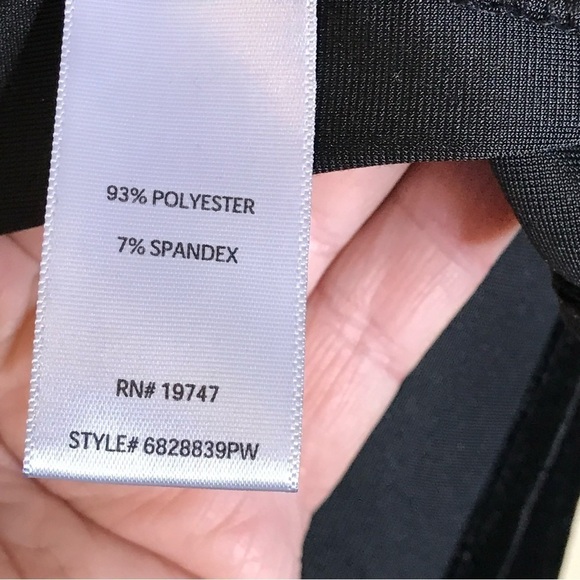 93% POLYESTER
7% SPANDEX
RN# 19747
STYLE# 6828839PW